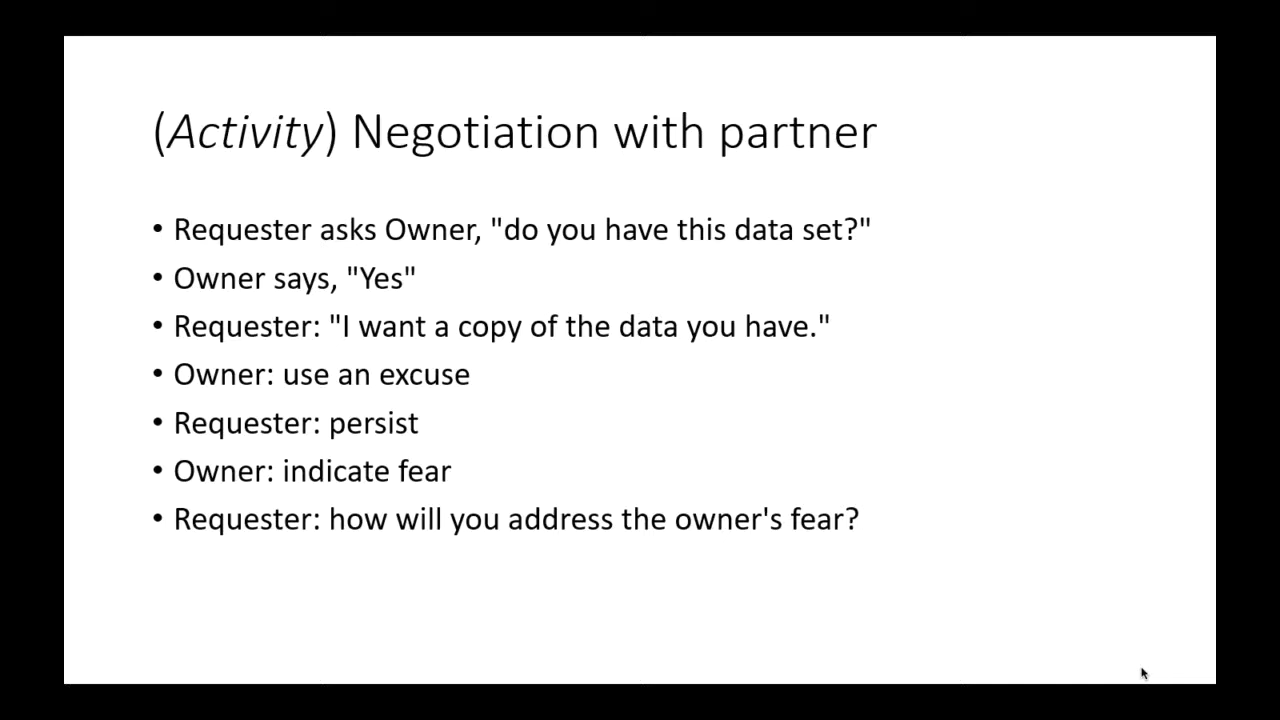 (Activity) Negotiation with partner
• Requester asks Owner, "do you have this data set?"
• Owner says, "Yes"
• Requester: "I want a copy of the data you have."
• Owner: use an excuse
• Requester: persist
• Owner: indicate fear
• Requester: how will you address the owner's fear?